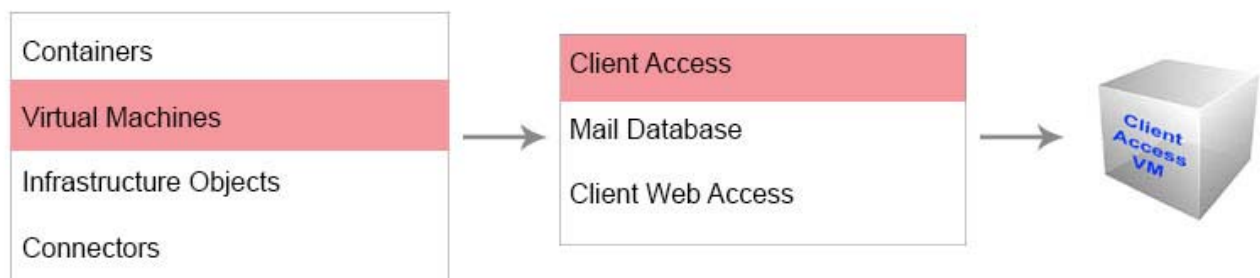 Containers
Virtual Machines
Infrastructure Objects
Connectors
Client Access
Mail Database
Client Web Access
Client
Access
VM